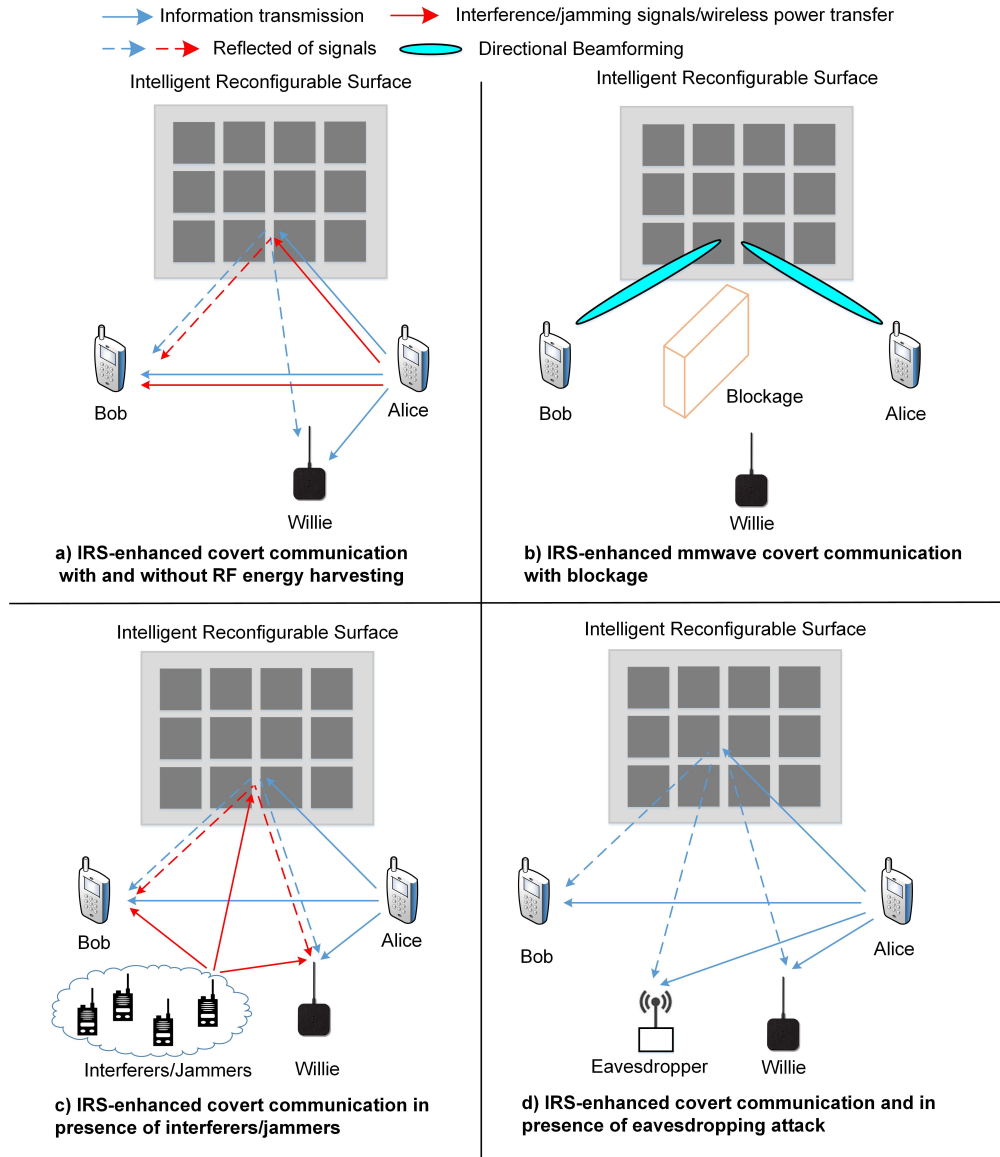 Information transmission
Interference/jamming signals/wireless power transfer
Reflected of signals
Directional Beamforming
Intelligent Reconfigurable Surface
Bob
Alice
Willie
a) IRS-enhanced covert communication
with and without RF energy harvesting
Intelligent Reconfigurable Surface
Bob
Blockage
Alice
Willie
b) IRS-enhanced mmwave covert communication
with blockage
Intelligent Reconfigurable Surface
Bob
Alice
Interferers/Jammers
Willie
c) IRS-enhanced covert communication in
presence of interferers/jammers
Intelligent Reconfigurable Surface
Bob
Alice
Eavesdropper
Willie
d) IRS-enhanced covert communication and in
presence of eavesdropping attack